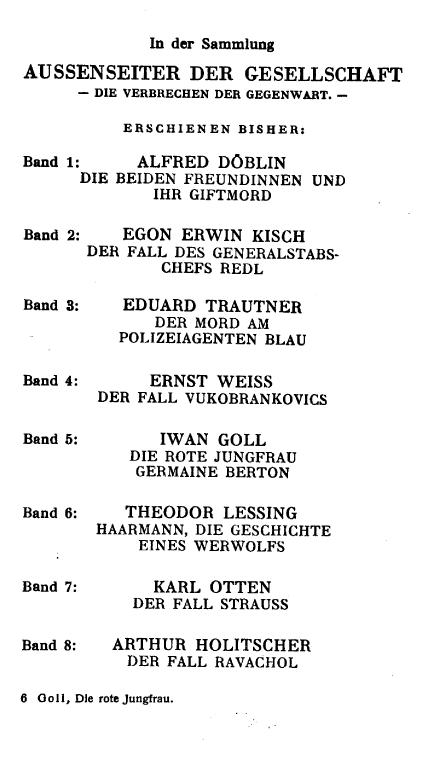 In der Sammlung
AUSSENSEITER DER GESELLSCHAFT
— DIE VERBRECHEN DER GEGENWART. —
ERSCHIENEN BISHER:
Band 1: ALFRED DÖBLIN
DIE BEIDEN FREUNDINNEN UND
IHR GIFTMORD
Band 2: EGON ERWIN KISCH
DER FALL DES GENERALSTABS-
CHEFS REDL
Band 3: EDUARD TRAUTNER
DER MORD AM
POLIZEIAGENTEN BLAU
Band 4: ERNST WEISS
DER FALL VUKOBRANKOVICS
Band 5: IWAN GOLL
DIE ROTE JUNGFRAU
GERMAINE BERTON
Band 6: THEODOR LESSING
HAARMANN, DIE GESCHICHTE
EINES WERWOLFS
Band 7: KARL OTTEN
DER FALL STRAUSS
Band 8: ARTHUR HOLITSCHER
DER FALL RAVACHOL
6 Goll, Die rote Jungfrau.